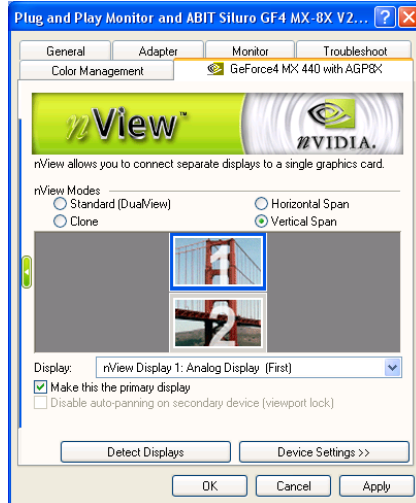 Plug and Play Monitor and ABIT Siluro GF4 MX-8X V2...
General Adapter Monitor Troubleshoot
Color Management GeForce4 MX 440 with AGP8X
nView™
nVIDIA.
nView allows you to connect separate displays to a single graphics card.
nView Modes
Standard (DualView) Horizontal Span
Clone Vertical Span
1
2
Display: nView Display 1: Analog Display (First)
Make this the primary display
Disable auto-panning on secondary device (viewport lock)
Detect Displays Device Settings >>
OK Cancel Apply